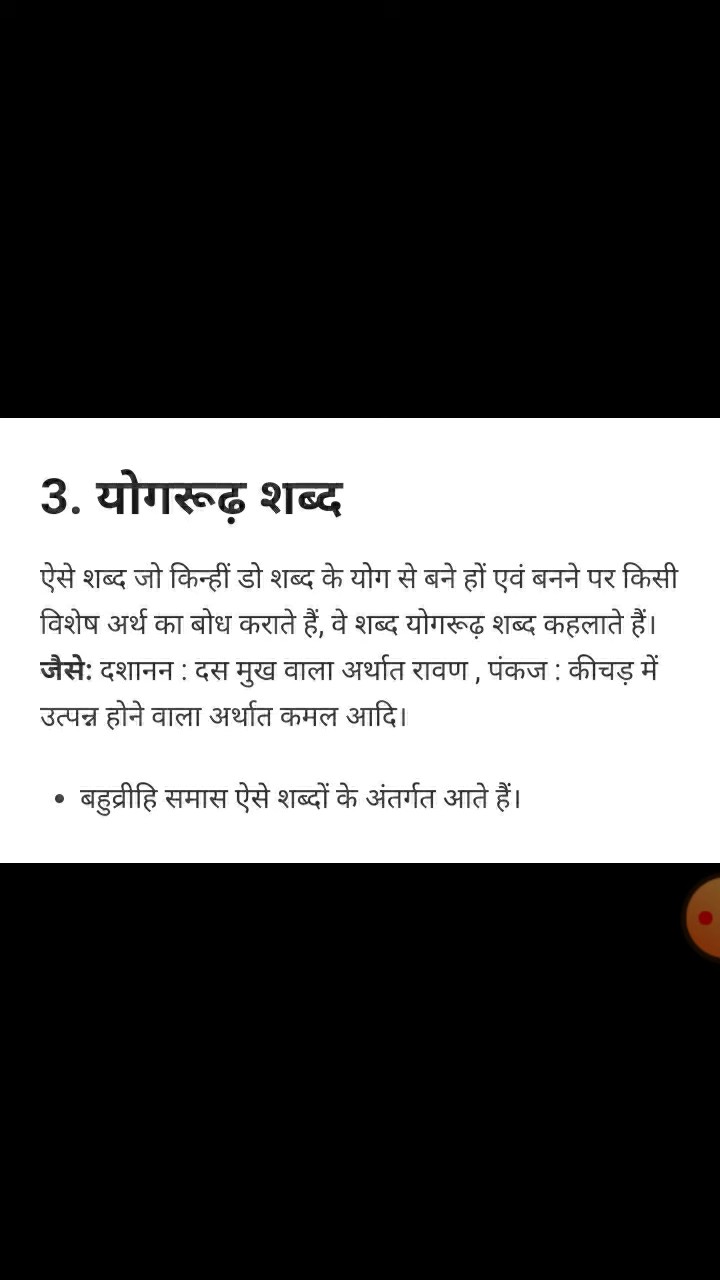 3. योगरूढ़ शब्द
ऐसे शब्द जो किन्हीं डो शब्द के योग से बने हों एवं बनने पर किसी
विशेष अर्थ का बोध कराते हैं, वे शब्द योगरूढ़ शब्द कहलाते हैं।
जैसे: दशानन : दस मुख वाला अर्थात रावण , पंकज : कीचड़ में
उत्पन्न होने वाला अर्थात कमल आदि।
• बहुव्रीहि समास ऐसे शब्दों के अंतर्गत आते हैं।